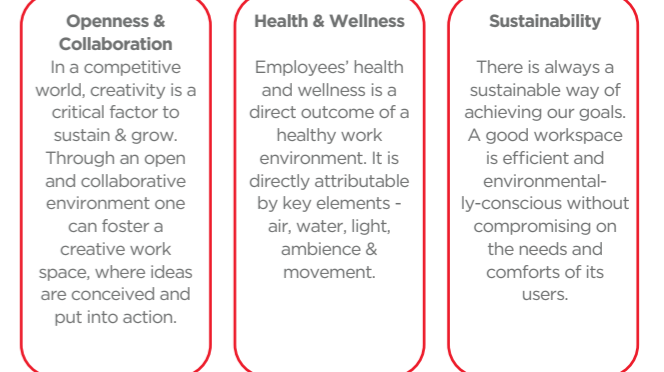 Openness &
Collaboration
In a competitive
world, creativity is a
critical factor to
sustain & grow.
Through an open
and collaborative
environment one
can foster a
creative work
space, where ideas
are conceived and
put into action.
Health & Wellness
Employees’ health
and wellness is a
direct outcome of a
healthy work
environment. It is
directly attributable
by key elements -
air, water, light,
ambience &
movement.
Sustainability
There is always a
sustainable way of
achieving our goals.
A good workspace
is efficient and
environmental-
ly-conscious without
compromising on
the needs and
comforts of its
users.